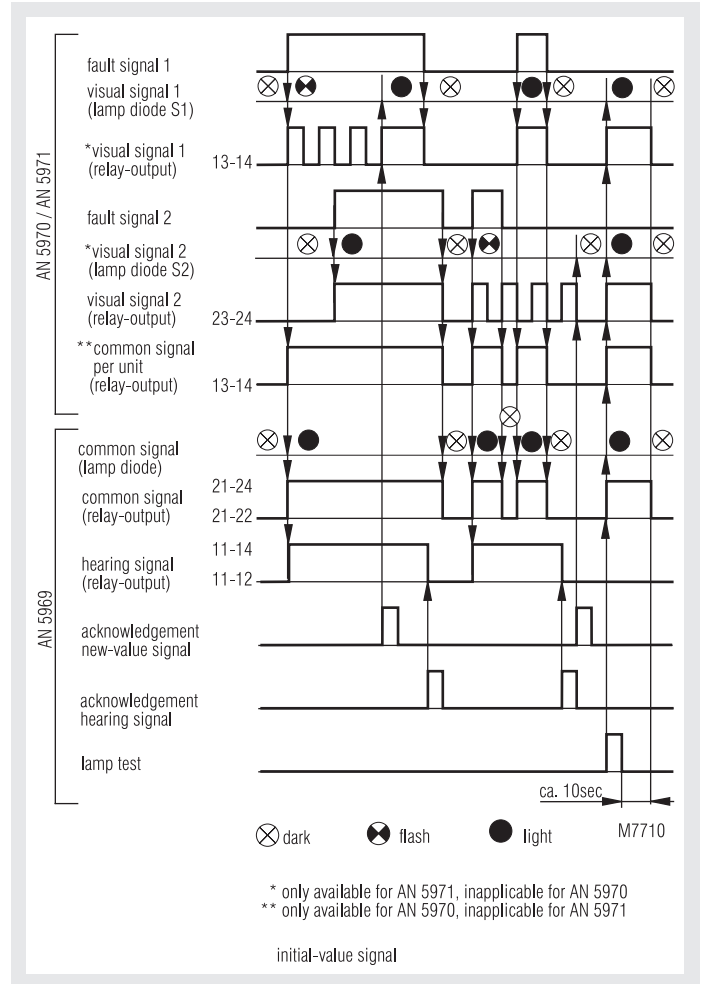 AN 5970 / AN 5971
fault signal 1
visual signal 1
(lamp diode S1)
*visual signal 1
(relay-output)
13-14
fault signal 2
*visual signal 2
(lamp diode S2)
visual signal 2
(relay-output)
23-24
**common signal
per unit
(relay-output)
13-14
AN 5969
common signal
(lamp diode)
common signal
(relay-output)
21-24
21-22
hearing signal
(relay-output)
11-14
11-12
acknowledgement
new-value signal
acknowledgement
hearing signal
lamp test
ca. 10sec
dark
flash
light
M7710
* only available for AN 5971, inapplicable for AN 5970
** only available for AN 5970, inapplicable for AN 5971
initial-value signal